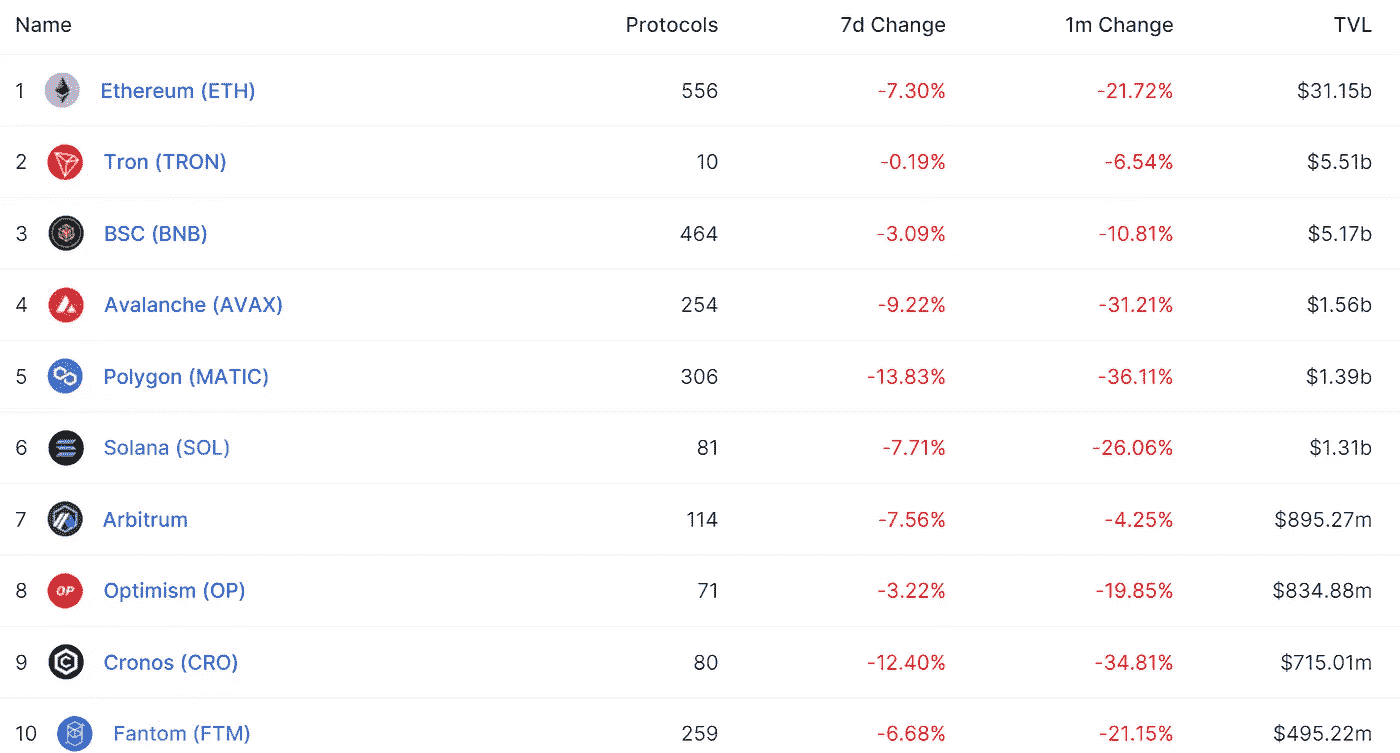 Name Protocols 7d Change 1m Change TVL
1 Ethereum (ETH) 556 -7.30% -21.72% $31.15b
2 Tron (TRON) 10 -0.19% -6.54% $5.51b
3 BSC (BNB) 464 -3.09% -10.81% $5.17b
4 Avalanche (AVAX) 254 -9.22% -31.21% $1.56b
5 Polygon (MATIC) 306 -13.83% -36.11% $1.39b
6 Solana (SOL) 81 -7.71% -26.06% $1.31b
7 Arbitrum 114 -7.56% -4.25% $895.27m
8 OP Optimism (OP) 71 -3.22% -19.85% $834.88m
9 Cronos (CRO) 80 -12.40% -34.81% $715.01m
10 Fantom (FTM) 259 -6.68% -21.15% $495.22m